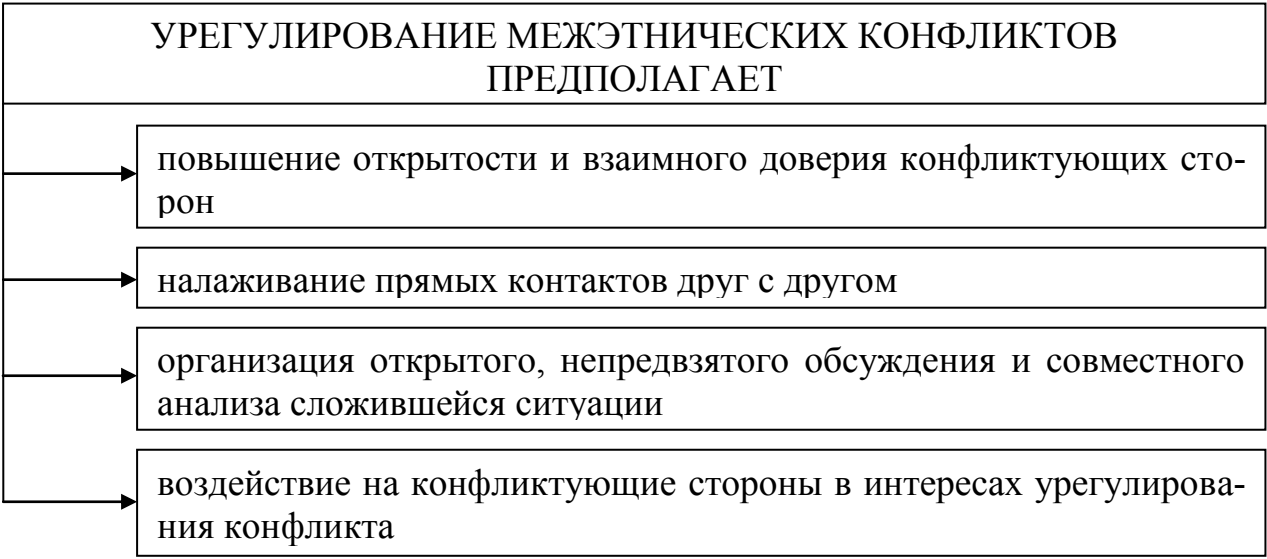 УРЕГУЛИРОВАНИЕ МЕЖЭТНИЧЕСКИХ КОНФЛИКТОВ
ПРЕДПОЛАГАЕТ
повышение открытости и взаимного доверия конфликтующих сто-
рон
налаживание прямых контактов друг с другом
организация открытого, непредвзятого обсуждения и совместного
анализа сложившейся ситуации
воздействие на конфликтующие стороны в интересах урегулирова-
ния конфликта